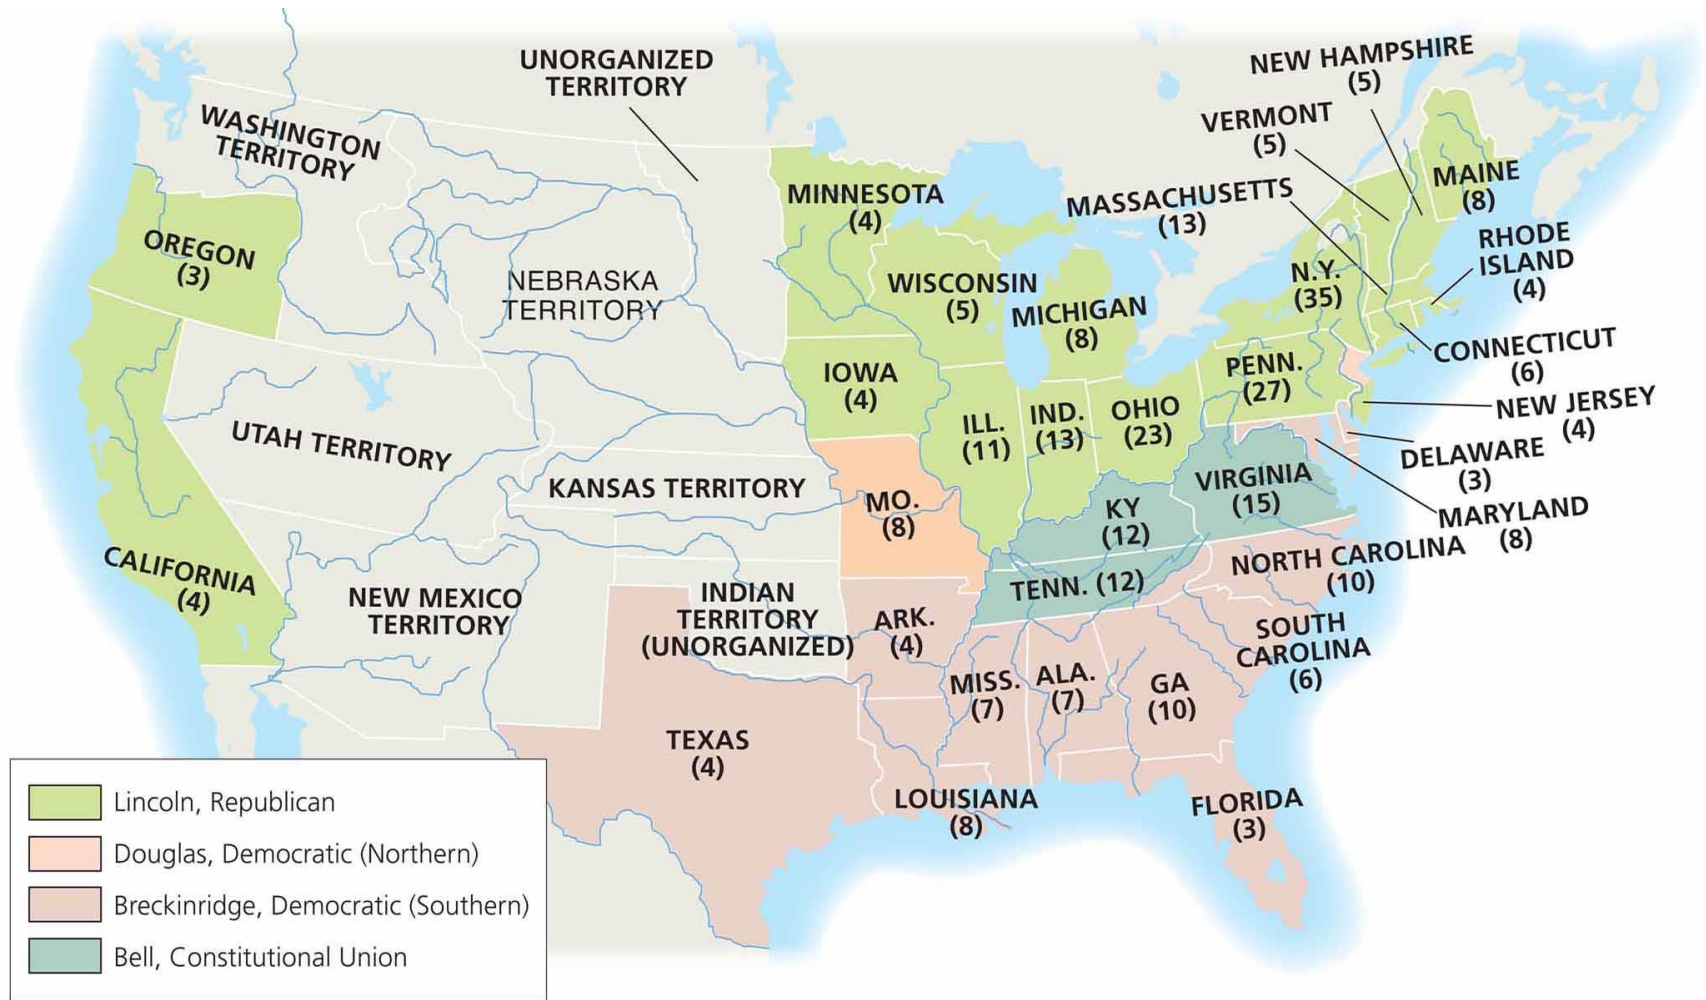 UNORGANIZED
TERRITORY
NEW HAMPSHIRE
(5)
VERMONT
(5)
WASHINGTON
TERRITORY
MASSACHUSETTS
(13)
MAINE
(8)
MINNESOTA
(4)
RHODE
ISLAND
(4)
OREGON
(3)
NEBRASKA
TERRITORY
WISCONSIN
(5)
MICHIGAN
(8)
N.Y.
(35)
CONNECTICUT
(6)
IOWA
(4)
PENN.
(27)
NEW JERSEY
(4)
UTAH TERRITORY
ILL.
(11)
IND.
(13)
OHIO
(23)
DELAWARE
(3)
KANSAS TERRITORY
MO.
(8)
KY
(12)
VIRGINIA
(15)
MARYLAND
(8)
CALIFORNIA
(4)
NEW MEXICO
TERRITORY
INDIAN
TERRITORY
(UNORGANIZED)
TENN. (12)
NORTH CAROLINA
(10)
ARK.
(4)
SOUTH
CAROLINA
(6)
MISS.
(7)
ALA.
(7)
GA
(10)
TEXAS
(4)
LOUISIANA
(8)
FLORIDA
(3)
Lincoln, Republican
Douglas, Democratic (Northern)
Breckinridge, Democratic (Southern)
Bell, Constitutional Union